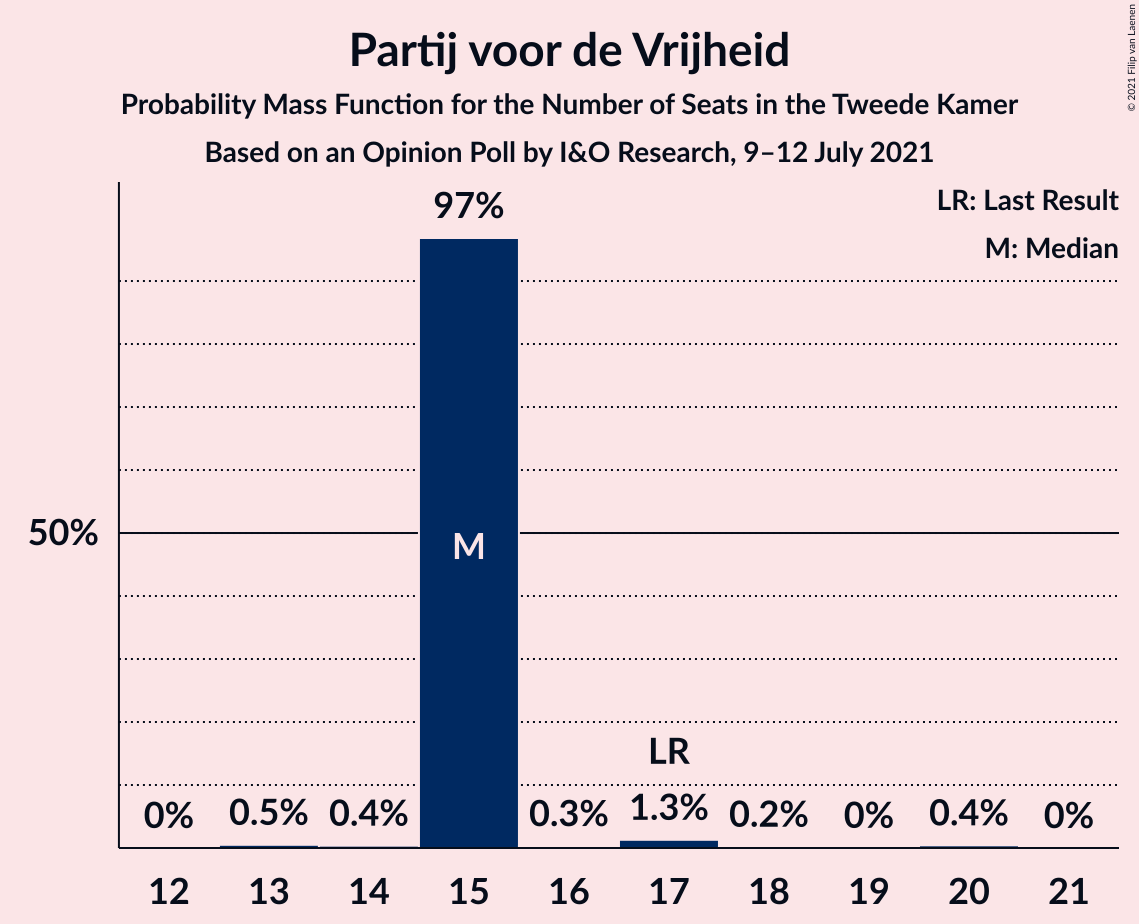 Partij voor de Vrijheid
Probability Mass Function for the Number of Seats in the Tweede Kamer
Based on an Opinion Poll by I&O Research, 9–12 July 2021
© 2021 Filip van Laenen
LR: Last Result
M: Median
97%
50%
M
LR
0% 0.5% 0.4% 0.3% 1.3% 0.2% 0% 0.4% 0%
12 13 14 15 16 17 18 19 20 21